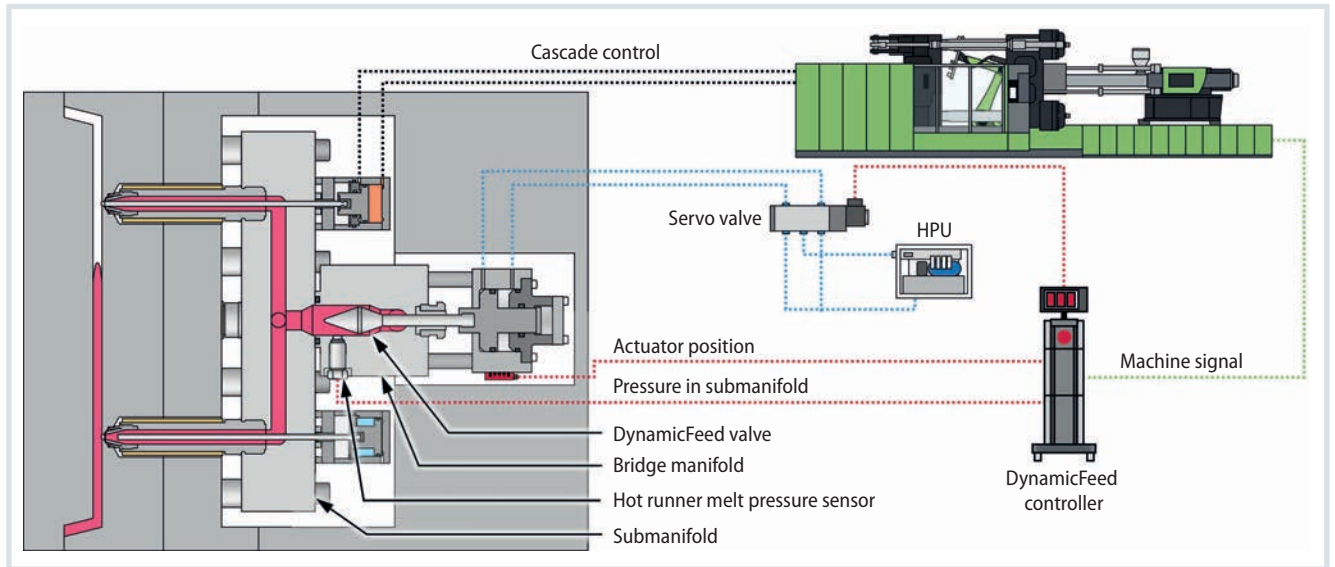 Cascade control
Servo valve
HPU
Actuator position
Machine signal
Pressure in submanifold
DynamicFeed valve
Bridge manifold
Hot runner melt pressure sensor
Submanifold
DynamicFeed
controller